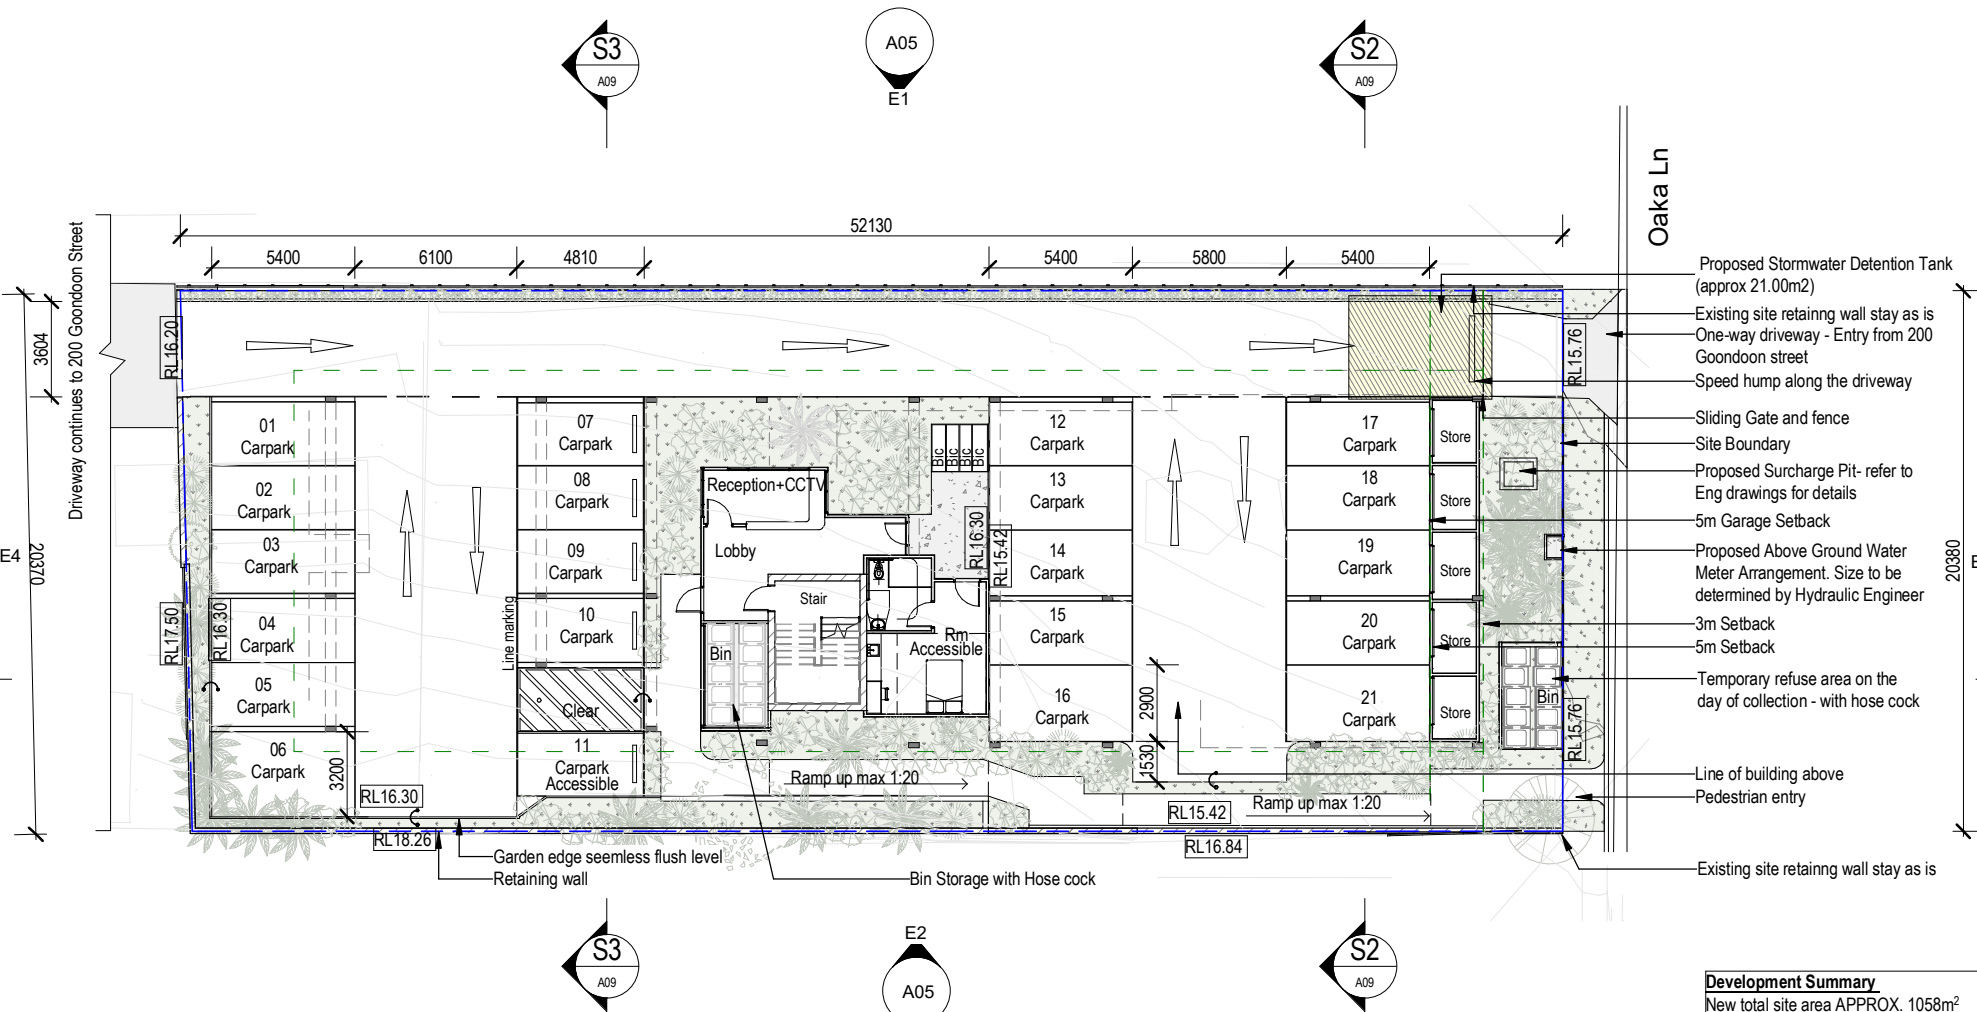 S3
A09
A05
E1
S2
A09
Oaka Ln
52130
5400
6100
4810
5400
5800
5400
Driveway continues to 200 Goondoon Street
3604
20370
E4
RL16.20
RL17.50
RL16.30
01
Carpark
02
Carpark
03
Carpark
04
Carpark
05
Carpark
06
Carpark
3200
RL16.30
RL18.26
Line marking
07
Carpark
08
Carpark
09
Carpark
10
Carpark
Clear
11
Carpark
Accessible
Reception+CCTV
Lobby
Stair
Bin
Rm
Accessible
Bic
Bic
Bic
Bic
RL16.30
RL15.42
12
Carpark
13
Carpark
14
Carpark
15
Carpark
16
Carpark
2900
1530
17
Carpark
18
Carpark
19
Carpark
20
Carpark
21
Carpark
Store
Store
Store
Store
Store
Bin
RL15.76
RL15.76
Ramp up max 1:20
Ramp up max 1:20
RL15.42
RL16.84
Garden edge seemless flush level
Retaining wall
Bin Storage with Hose cock
Proposed Stormwater Detention Tank
(approx 21.00m2)
Existing site retainng wall stay as is
One-way driveway - Entry from 200
Goondoon street
Speed hump along the driveway
Sliding Gate and fence
Site Boundary
Proposed Surcharge Pit- refer to
Eng drawings for details
5m Garage Setback
Proposed Above Ground Water
Meter Arrangement. Size to be
determined by Hydraulic Engineer
3m Setback
5m Setback
Temporary refuse area on the
day of collection - with hose cock
Line of building above
Pedestrian entry
Existing site retainng wall stay as is
20380
S3
A09
E2
A05
S2
A09
Development Summary
New total site area APPROX. 1058m²